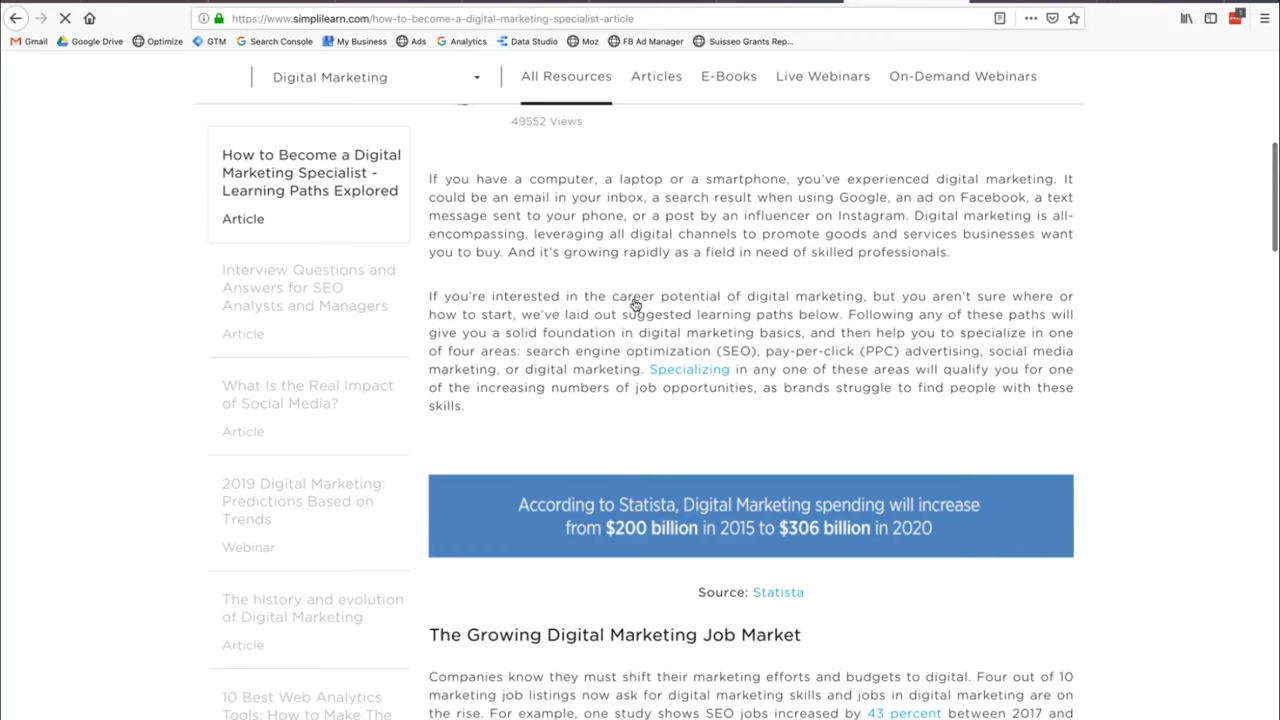 https://www.simplilearn.com/how-to-become-a-digital-marketing-specialist-article
1
Gmail Google Drive Optimize GTM Search Console My Business Ads Analytics Data Studio Moz FB Ad Manager Suisseo Grants Rep...
Digital Marketing All Resources Articles E-Books Live Webinars On-Demand Webinars
49552 Views
How to Become a Digital
Marketing Specialist -
Learning Paths Explored
Article
Interview Questions and
Answers for SEO
Analysts and Managers
Article
What Is the Real Impact
of Social Media?
Article
2019 Digital Marketing:
Predictions Based on
Trends
Webinar
The history and evolution
of Digital Marketing
Article
10 Best Web Analytics
Tools: How to Make The
If you have a computer, a laptop or a smartphone, you’ve experienced digital marketing. It
could be an email in your inbox, a search result when using Google, an ad on Facebook, a text
message sent to your phone, or a post by an influencer on Instagram. Digital marketing is all-
encompassing, leveraging all digital channels to promote goods and services businesses want
you to buy. And it’s growing rapidly as a field in need of skilled professionals.
If you’re interested in the career potential of digital marketing, but you aren’t sure where or
how to start, we’ve laid out suggested learning paths below. Following any of these paths will
give you a solid foundation in digital marketing basics, and then help you to specialize in one
of four areas: search engine optimization (SEO), pay-per-click (PPC) advertising, social media
marketing, or digital marketing. Specializing in any one of these areas will qualify you for one
of the increasing numbers of job opportunities, as brands struggle to find people with these
skills.
According to Statista, Digital Marketing spending will increase
from $200 billion in 2015 to $306 billion in 2020
Source: Statista
The Growing Digital Marketing Job Market
Companies know they must shift their marketing efforts and budgets to digital. Four out of 10
marketing job listings now ask for digital marketing skills and jobs in digital marketing are on
the rise. For example, one study shows SEO jobs increased by 43 percent between 2017 and